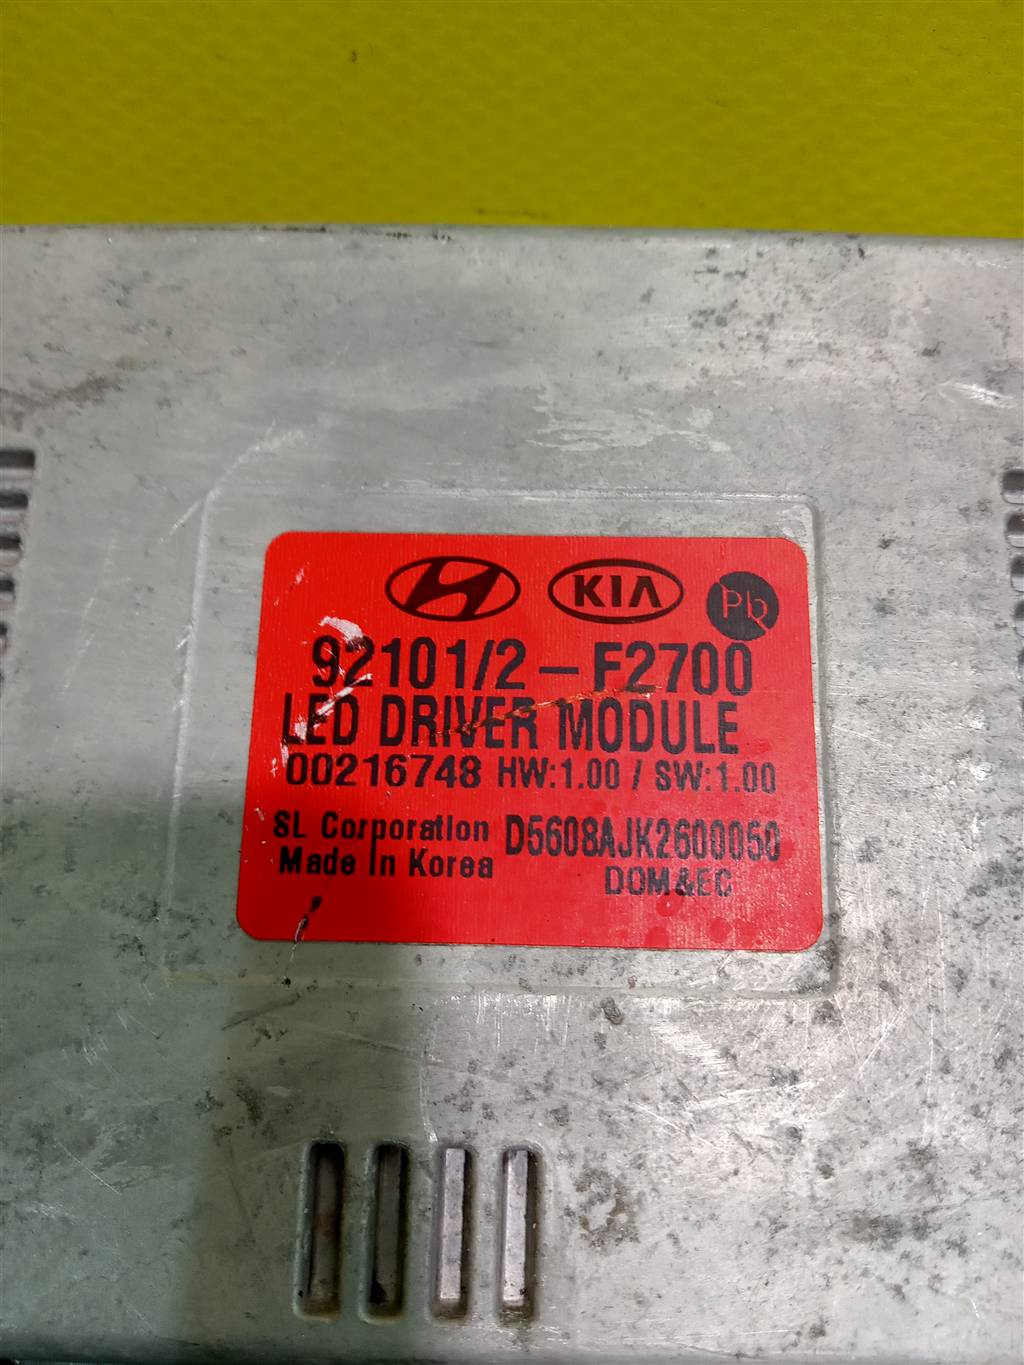 KIA Pb
92101/2-F2700
LED DRIVER MODULE
00216748 HW:1.00 / SW:1.00
SL Corporation D5608AJK2600050
Made In Korea DOM&EC